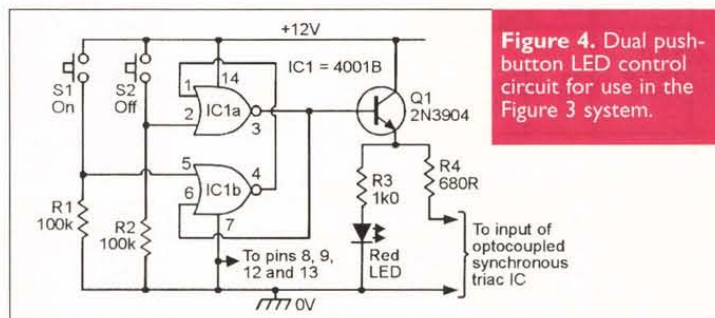 +12V
Figure 4. Dual push-
button LED control
circuit for use in the
Figure 3 system.
S1
On
S2
Off
14
IC1 = 4001B
1
2
IC1a
3
Q1
2N3904
5
6
IC1b
4
7
R1
100k
R2
100k
R3
1k0
R4
680R
To pins 8, 9,
12 and 13
Red
LED
To input of
optocoupled
synchronous
triac IC
0V